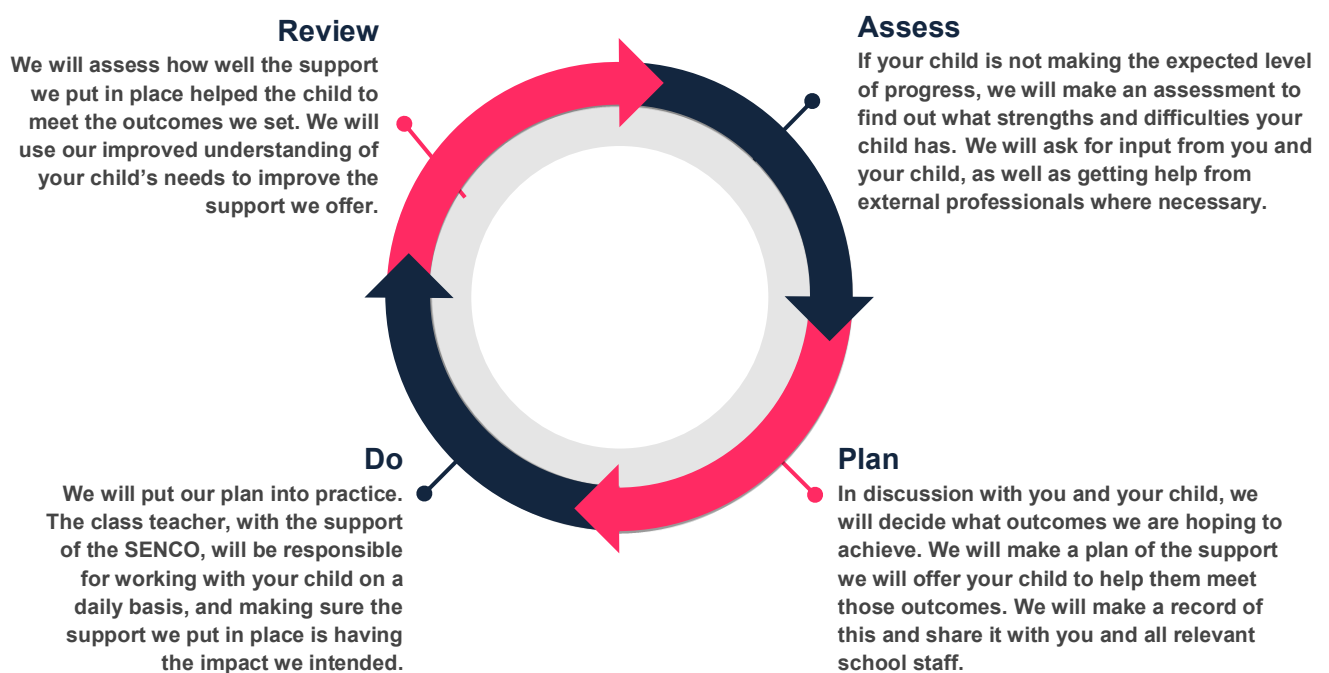 Review
We will assess how well the support
we put in place helped the child to
meet the outcomes we set. We will
use our improved understanding of
your child’s needs to improve the
support we offer.
Assess
If your child is not making the expected level
of progress, we will make an assessment to
find out what strengths and difficulties your
child has. We will ask for input from you and
your child, as well as getting help from
external professionals where necessary.
Do
We will put our plan into practice.
The class teacher, with the support
of the SENCO, will be responsible
for working with your child on a
daily basis, and making sure the
support we put in place is having
the impact we intended.
Plan
In discussion with you and your child, we
will decide what outcomes we are hoping to
achieve. We will make a plan of the support
we will offer your child to help them meet
those outcomes. We will make a record of
this and share it with you and all relevant
school staff.